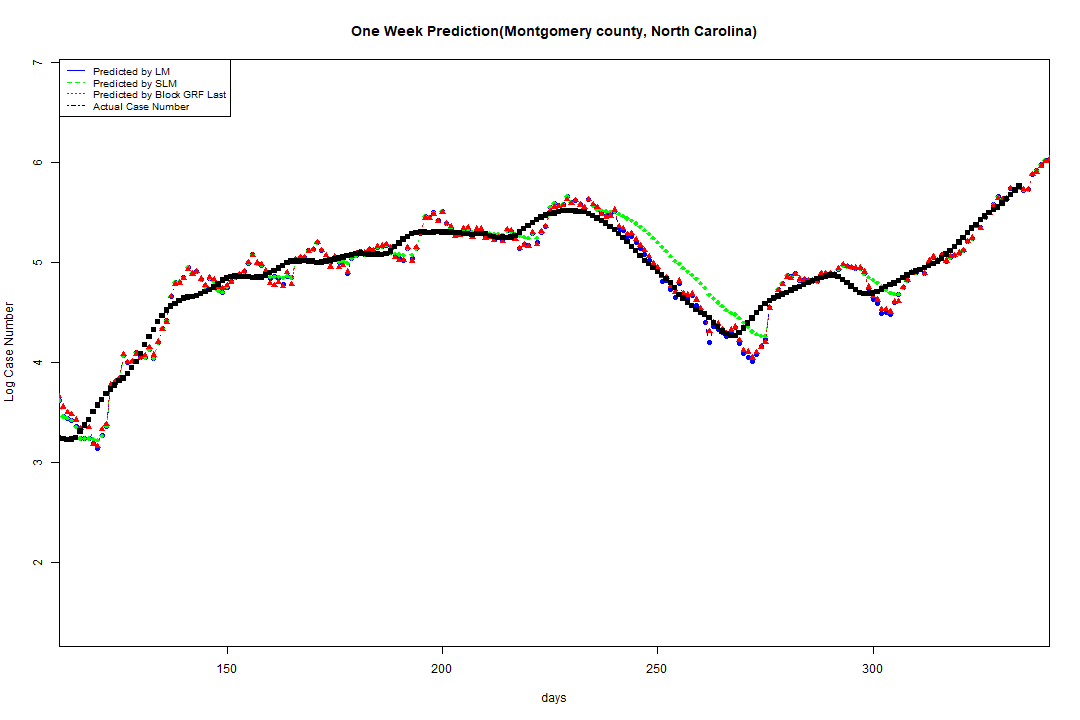 One Week Prediction(Montgomery county, North Carolina)
7
Predicted by LM
Predicted by SLM
Predicted by Block GRF Last
Actual Case Number
6
5
4
3
2
Log Case Number
150 200 250 300
days